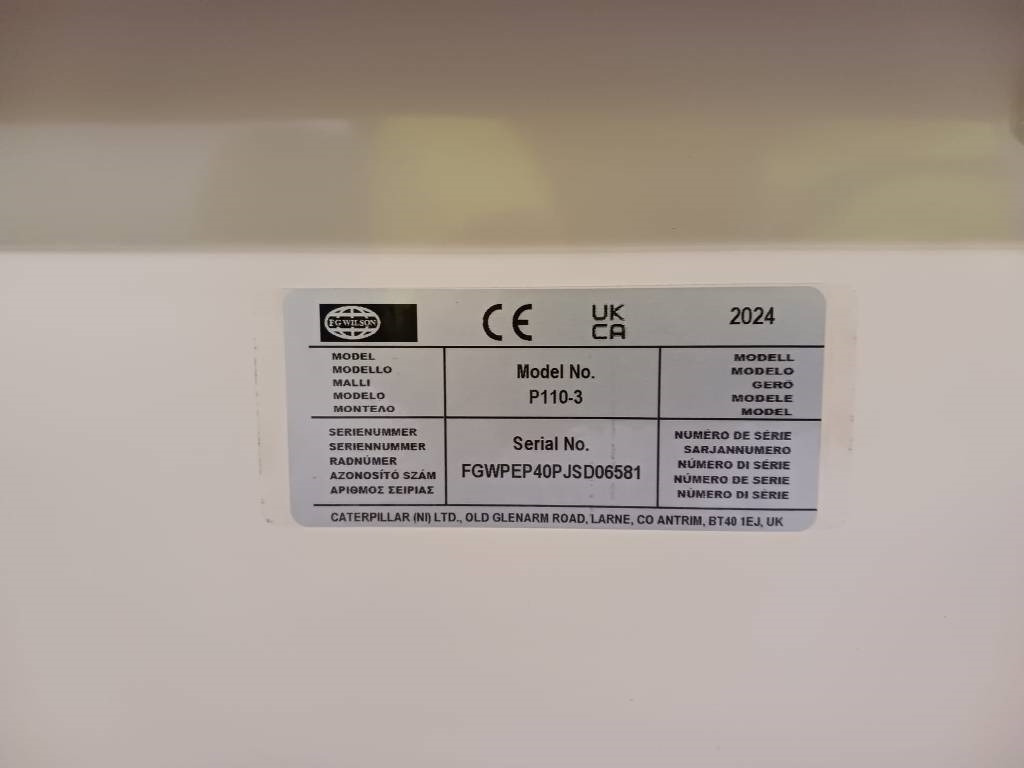 FG WILSON
CE
UK
CA
2024
MODEL
MODELLO
MALLI
MODELO
ΜΟΝΤΕΛΟ
Model No.
P110-3
MODELL
MODELO
GERÖ
MODELE
MODEL
SERIENUMMER
SERIENNUMMER
RADNÚMER
AZONOSÍTÓ SZÁM
ΑΡΙΘΜΟΣ ΣΕΙΡΙΑΣ
Serial No.
FGWPEP40PJSD06581
NUMÉRO DE SÉRIE
SARJANNUMERO
NÚMERO DI SÉRIE
NÚMERO DE SERIE
NÚMERO DI SÉRIE
CATERPILLAR (NI) LTD., OLD GLENARM ROAD, LARNE, CO ANTRIM, BT40 1EJ, UK